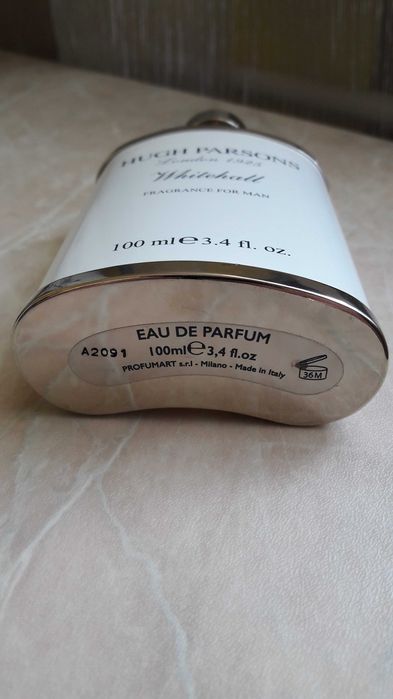 HUGH PARSONS
London 1925
Whitehall
FRAGRANCE FOR MAN
100 ml℮3.4 fl. oz.
EAU DE PARFUM
A2091 100ml℮3,4 fl.oz
PROFUMART s.r.l - Milano - Made in Italy
36M